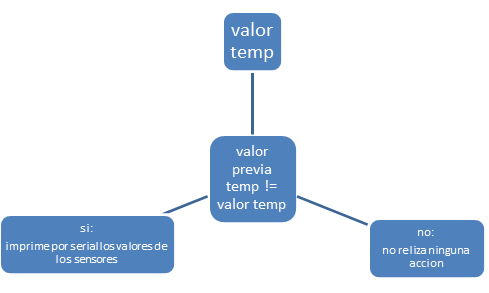 valor
temp
valor
previa
temp !=
valor temp
si:
imprime por serial los valores de
los sensores
no:
no reliza ninguna
accion